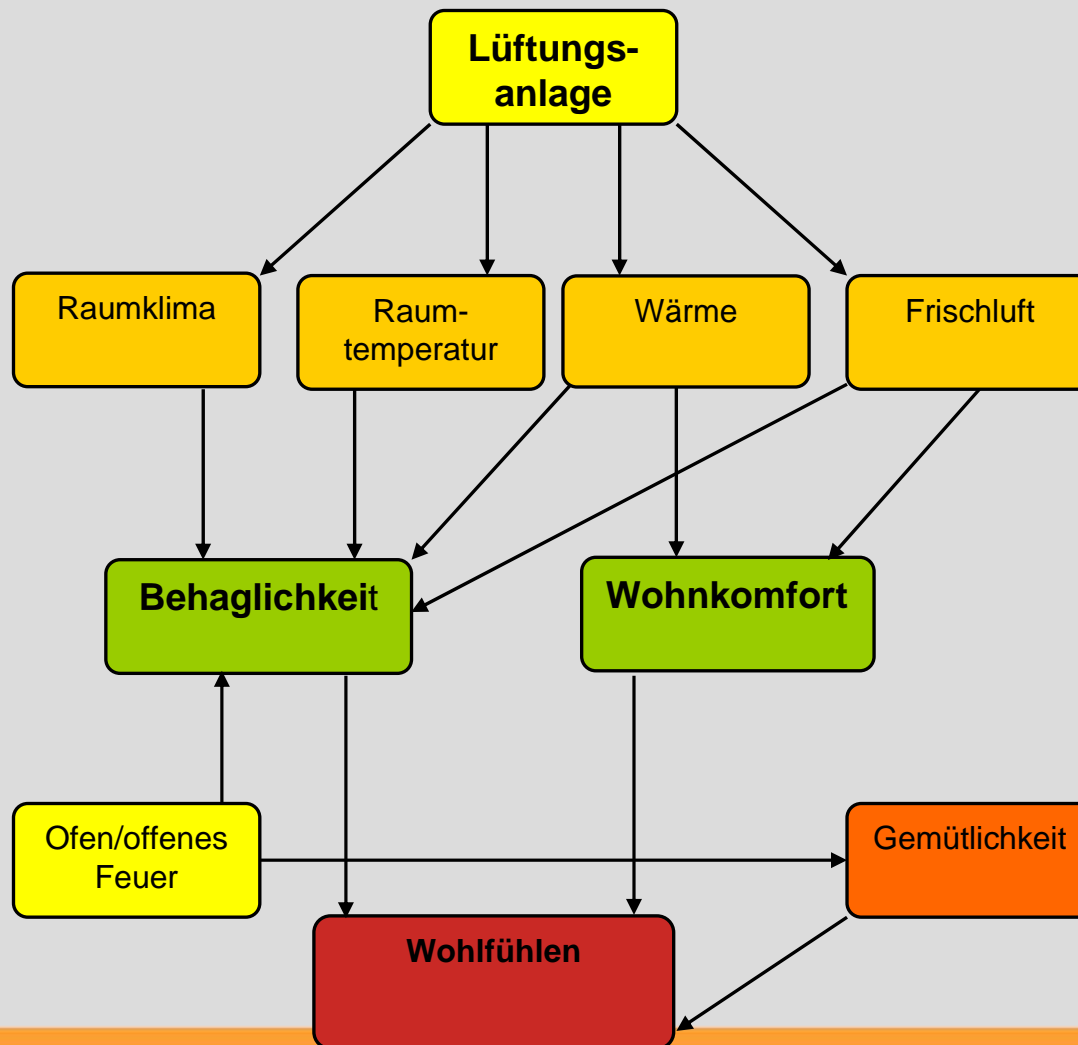 Lüftungs-
anlage
Raumklima
Raum-
temperatur
Wärme
Frischluft
Behaglichkeit
Wohnkomfort
Ofen/offenes
Feuer
Gemütlichkeit
Wohlfühlen